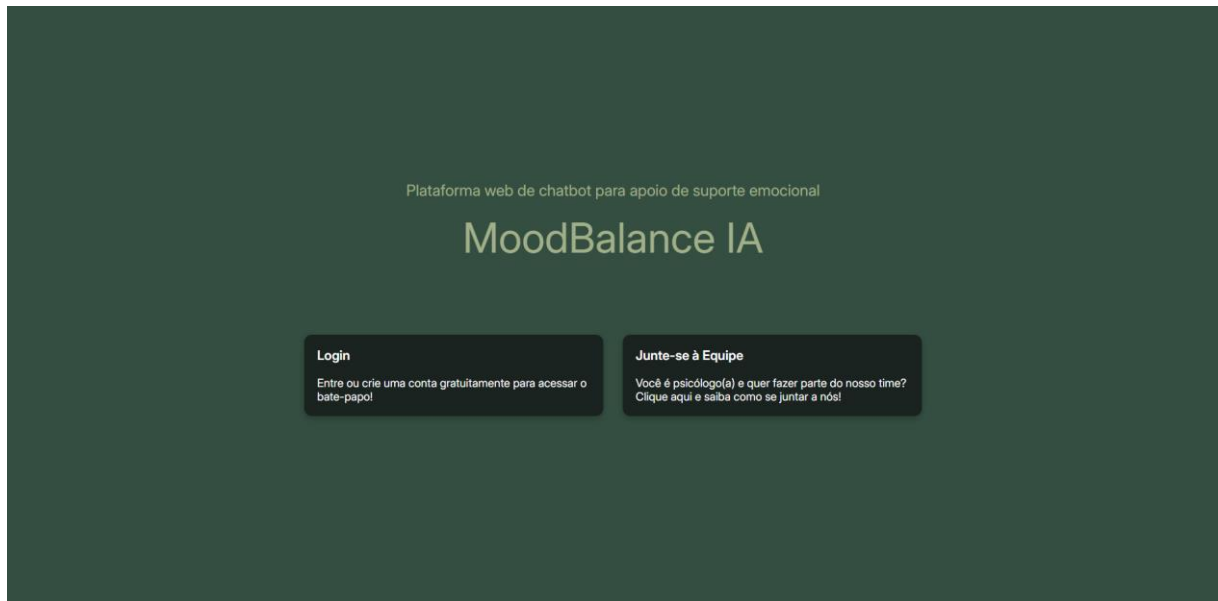 Plataforma web de chatbot para apoio de suporte emocional
MoodBalance IA
Login
Entre ou crie uma conta gratuitamente para acessar o
bate-papo!
Junte-se à Equipe
Você é psicólogo(a) e quer fazer parte do nosso time?
Clique aqui e saiba como se juntar a nós!